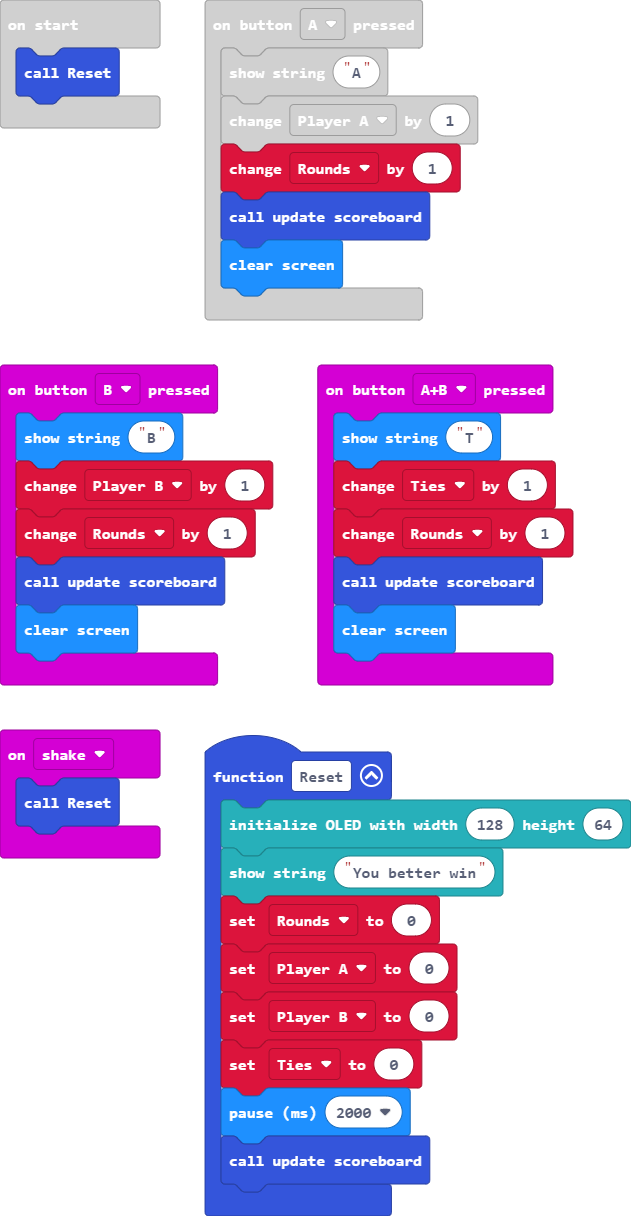 on start
call Reset
on button A pressed
show string "A"
change Player A by 1
change Rounds by 1
call update scoreboard
clear screen
on button B pressed
show string "B"
change Player B by 1
change Rounds by 1
call update scoreboard
clear screen
on button A+B pressed
show string "T"
change Ties by 1
change Rounds by 1
call update scoreboard
clear screen
on shake
call Reset
function Reset
initialize OLED with width 128 height 64
show string "You better win"
set Rounds to 0
set Player A to 0
set Player B to 0
set Ties to 0
pause (ms) 2000
call update scoreboard